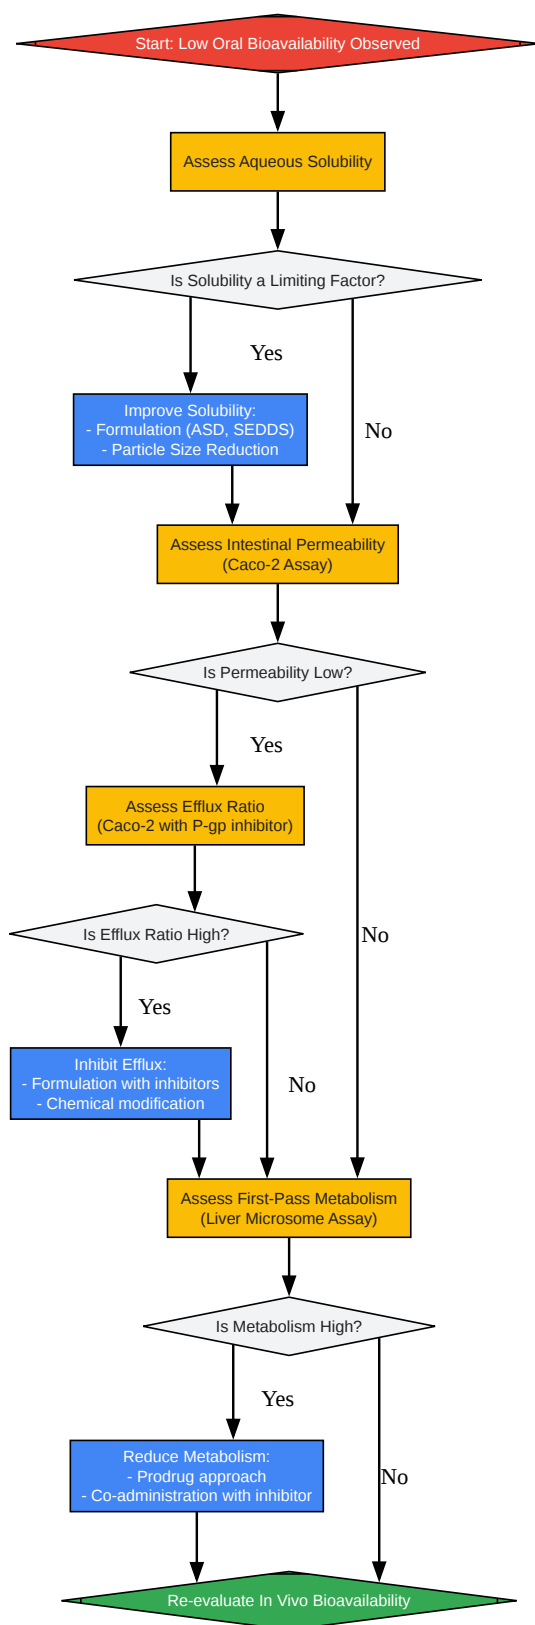 Start: Low Oral Bioavailability Observed
Assess Aqueous Solubility
Is Solubility a Limiting Factor?
Yes
Improve Solubility:
- Formulation (ASD, SEDDS)
- Particle Size Reduction
No
Assess Intestinal Permeability
(Caco-2 Assay)
Is Permeability Low?
Yes
Assess Efflux Ratio
(Caco-2 with P-gp inhibitor)
Is Efflux Ratio High?
No
Yes
Inhibit Efflux:
- Formulation with inhibitors
- Chemical modification
No
Assess First-Pass Metabolism
(Liver Microsome Assay)
Is Metabolism High?
Yes
Reduce Metabolism:
- Prodrug approach
- Co-administration with inhibitor
No
Re-evaluate In Vivo Bioavailability